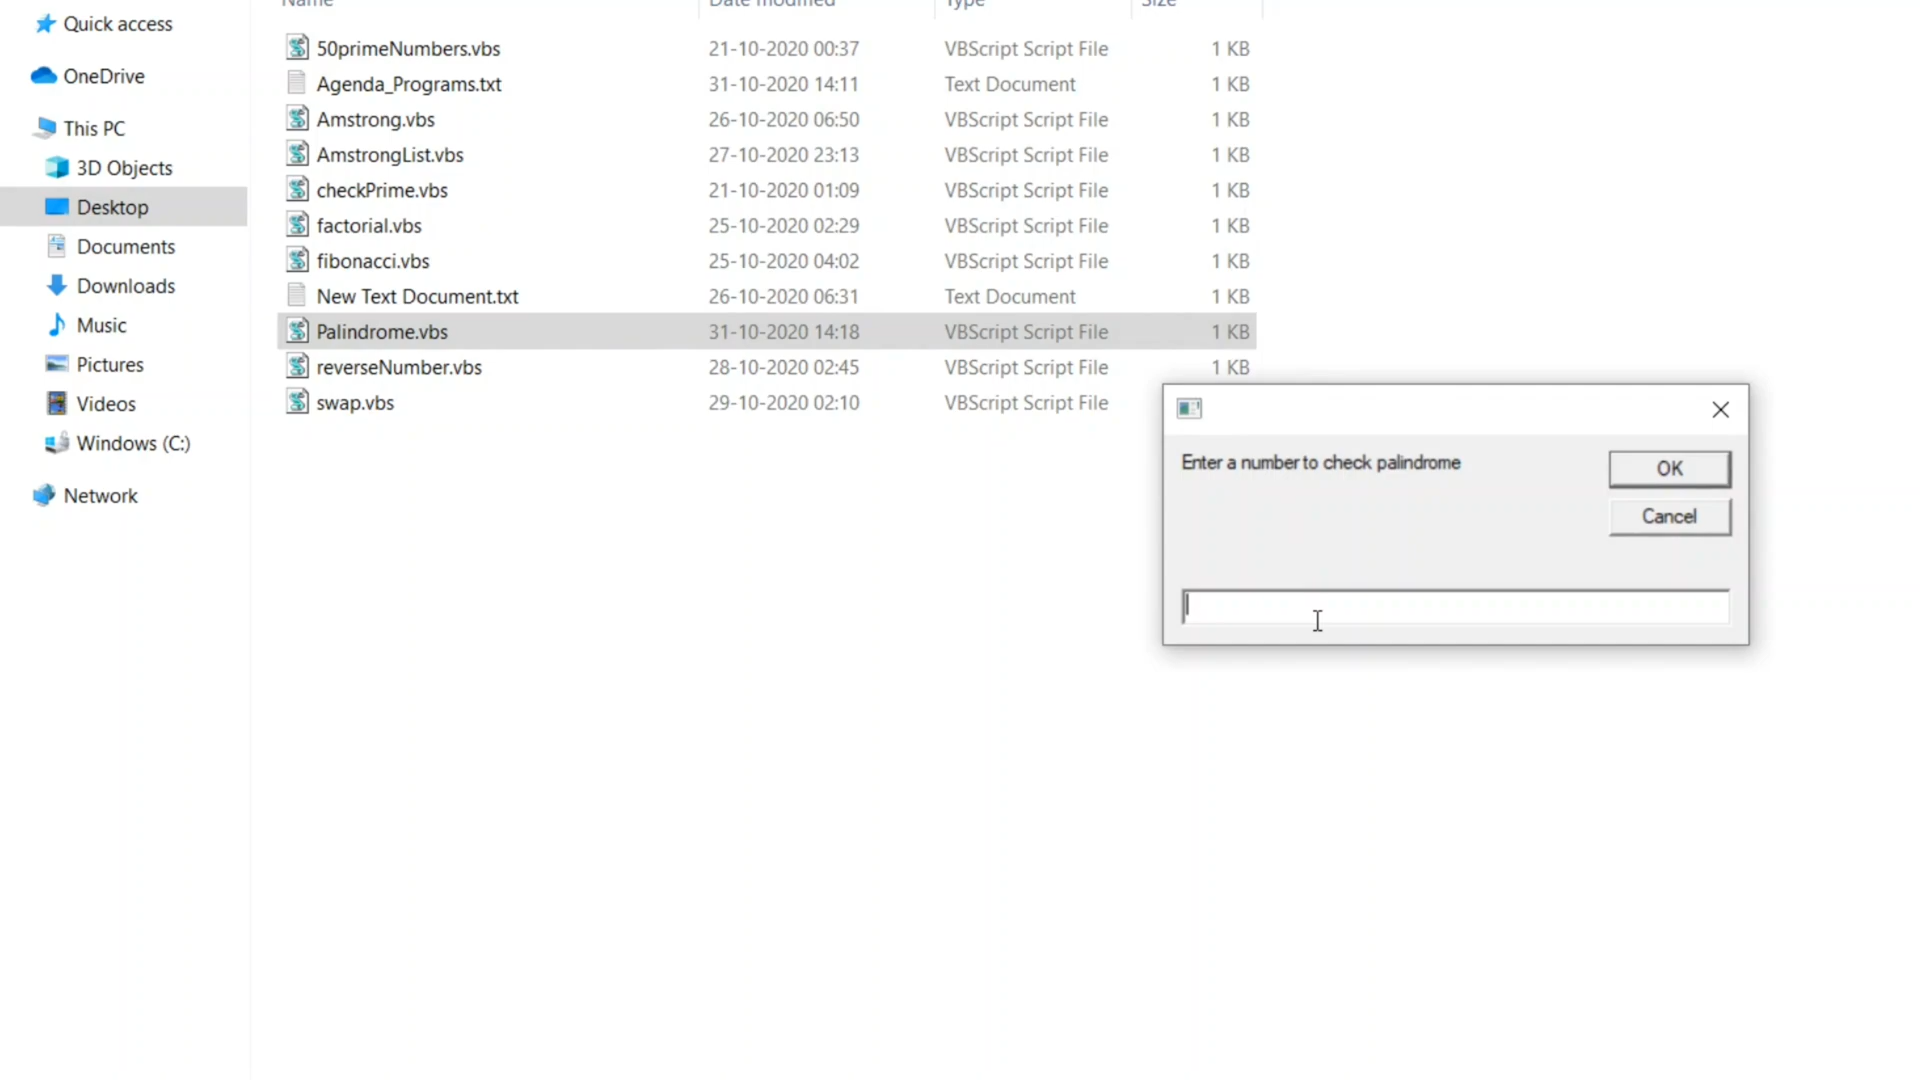 Name Date modified Type Size
Quick access
OneDrive
This PC
3D Objects
Desktop
Documents
Downloads
Music
Pictures
Videos
Windows (C:)
Network
50primeNumbers.vbs 21-10-2020 00:37 VBScript Script File 1 KB
Agenda_Programs.txt 31-10-2020 14:11 Text Document 1 KB
Amstrong.vbs 26-10-2020 06:50 VBScript Script File 1 KB
AmstrongList.vbs 27-10-2020 23:13 VBScript Script File 1 KB
checkPrime.vbs 21-10-2020 01:09 VBScript Script File 1 KB
factorial.vbs 25-10-2020 02:29 VBScript Script File 1 KB
fibonacci.vbs 25-10-2020 04:02 VBScript Script File 1 KB
New Text Document.txt 26-10-2020 06:31 Text Document 1 KB
Palindrome.vbs 31-10-2020 14:18 VBScript Script File 1 KB
reverseNumber.vbs 28-10-2020 02:45 VBScript Script File 1 KB
swap.vbs 29-10-2020 02:10 VBScript Script File
Enter a number to check palindrome
OK
Cancel